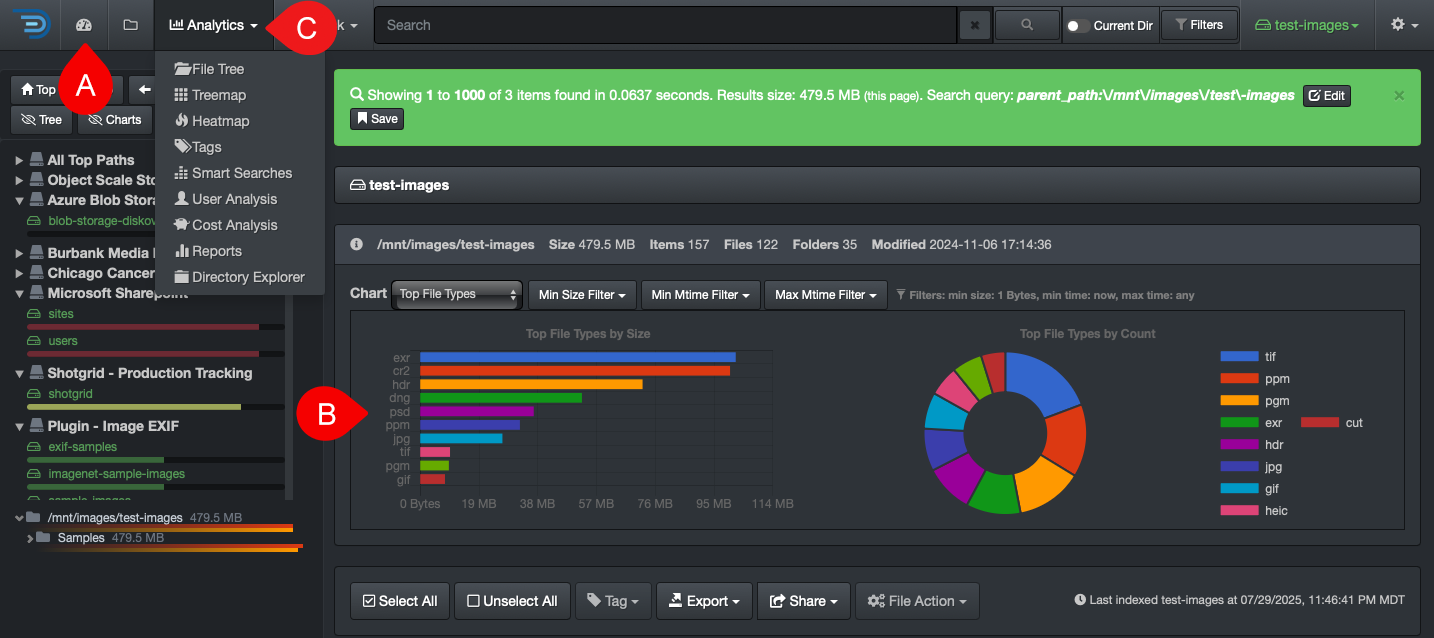 Analytics
C
k
Search
Current Dir
Filters
test-images
A
Top
Tree
Charts
File Tree
Treemap
Heatmap
Tags
Smart Searches
User Analysis
Cost Analysis
Reports
Directory Explorer
All Top Paths
Object Scale Sto
Azure Blob Stora
blob-storage-diskov
Burbank Media
Chicago Cancer
Microsoft Sharepoint
sites
users
Shotgrid - Production Tracking
shotgrid
Plugin - Image EXIF
exif-samples
imagenet-sample-images
sample-images
/mnt/images/test-images 479.5 MB
Samples 479.5 MB
Showing 1 to 1000 of 3 items found in 0.0637 seconds. Results size: 479.5 MB (this page). Search query: parent_path:\/mnt\/images\/test\-images Edit
Save
test-images
/mnt/images/test-images Size 479.5 MB Items 157 Files 122 Folders 35 Modified 2024-11-06 17:14:36
Chart Top File Types Min Size Filter Min Mtime Filter Max Mtime Filter Filters: min size: 1 Bytes, min time: now, max time: any
B
Top File Types by Size
exr
cr2
hdr
dng
psd
ppm
jpg
tif
pgm
gif
0 Bytes 19 MB 38 MB 57 MB 76 MB 95 MB 114 MB
Top File Types by Count
tif
ppm
pgm
exr cut
hdr
jpg
gif
heic
Select All Unselect All Tag Export Share File Action Last indexed test-images at 07/29/2025, 11:46:41 PM MDT